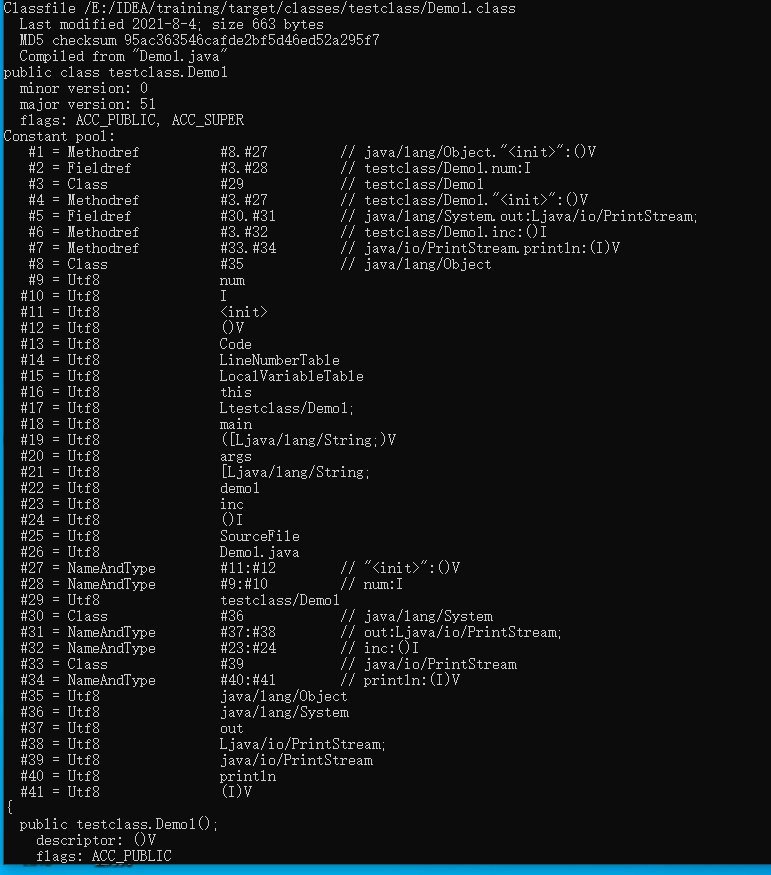 Classfile /E:/IDEA/training/target/classes/testclass/Demo1.class
  Last modified 2021-8-4; size 663 bytes
  MD5 checksum 95ac363546cafde2bf5d46ed52a295f7
  Compiled from "Demo1.java"
public class testclass.Demo1
  minor version: 0
  major version: 51
  flags: ACC_PUBLIC, ACC_SUPER
Constant pool:
   #1 = Methodref          #8.#27         // java/lang/Object."<init>":()V
   #2 = Fieldref           #3.#28         // testclass/Demo1.num:I
   #3 = Class              #29            // testclass/Demo1
   #4 = Methodref          #3.#27         // testclass/Demo1."<init>":()V
   #5 = Fieldref           #30.#31        // java/lang/System.out:Ljava/io/PrintStream;
   #6 = Methodref          #3.#32         // testclass/Demo1.inc:()I
   #7 = Methodref          #33.#34        // java/io/PrintStream.println:(I)V
   #8 = Class              #35            // java/lang/Object
   #9 = Utf8               num
  #10 = Utf8               I
  #11 = Utf8               <init>
  #12 = Utf8               ()V
  #13 = Utf8               Code
  #14 = Utf8               LineNumberTable
  #15 = Utf8               LocalVariableTable
  #16 = Utf8               this
  #17 = Utf8               Ltestclass/Demo1;
  #18 = Utf8               main
  #19 = Utf8               ([Ljava/lang/String;)V
  #20 = Utf8               args
  #21 = Utf8               [Ljava/lang/String;
  #22 = Utf8               demo1
  #23 = Utf8               inc
  #24 = Utf8               ()I
  #25 = Utf8               SourceFile
  #26 = Utf8               Demo1.java
  #27 = NameAndType        #11:#12        // "<init>":()V
  #28 = NameAndType        #9:#10         // num:I
  #29 = Utf8               testclass/Demo1
  #30 = Class              #36            // java/lang/System
  #31 = NameAndType        #37:#38        // out:Ljava/io/PrintStream;
  #32 = NameAndType        #23:#24        // inc:()I
  #33 = Class              #39            // java/io/PrintStream
  #34 = NameAndType        #40:#41        // println:(I)V
  #35 = Utf8               java/lang/Object
  #36 = Utf8               java/lang/System
  #37 = Utf8               out
  #38 = Utf8               Ljava/io/PrintStream;
  #39 = Utf8               java/io/PrintStream
  #40 = Utf8               println
  #41 = Utf8               (I)V
{
  public testclass.Demo1();
    descriptor: ()V
    flags: ACC_PUBLIC